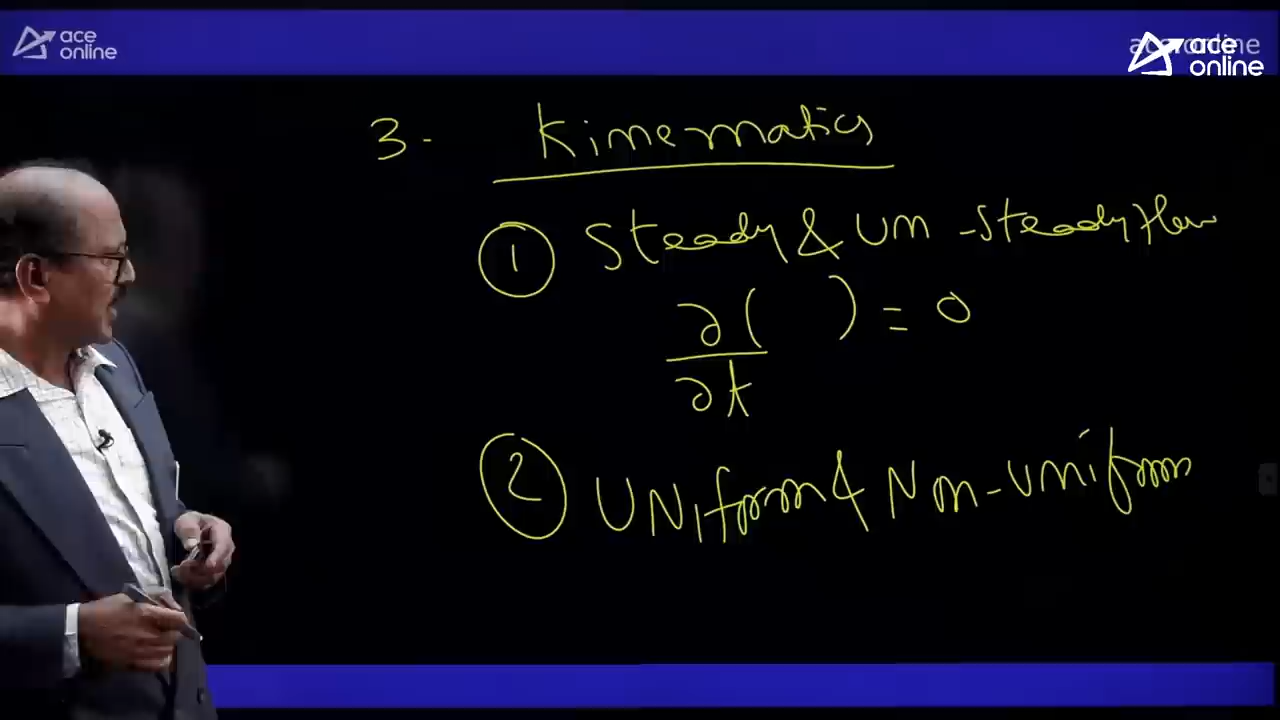 ace online
ace online
3. Kinematics
① Steady & Un-Steady flow
∂( )/∂t = 0
② UNiform & Non-uniform